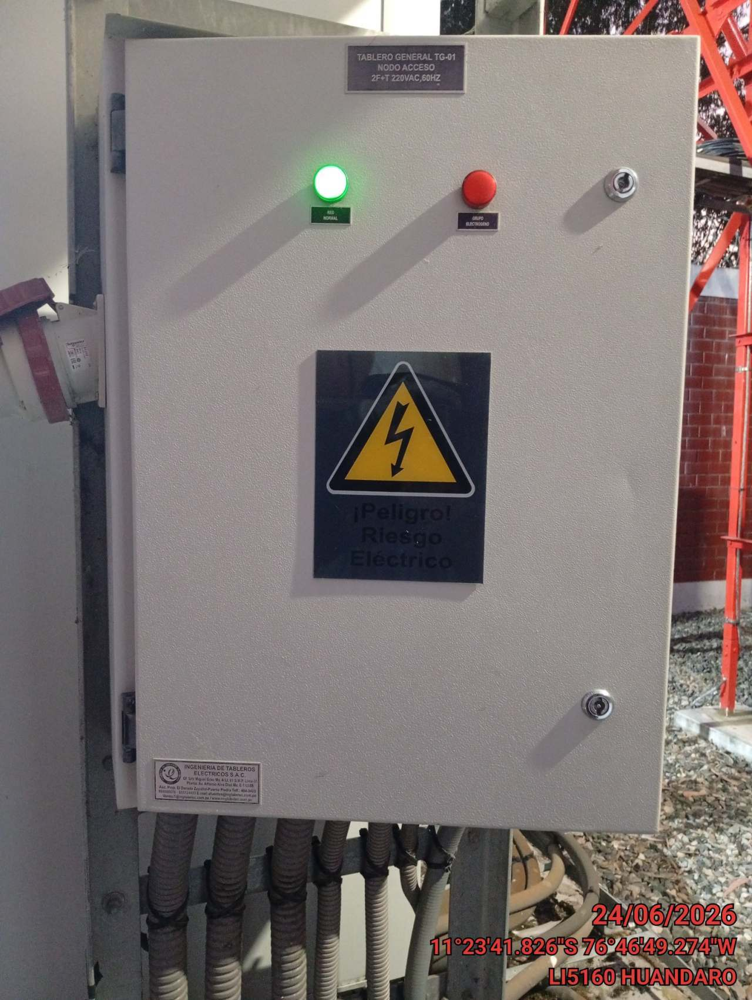 TABLERO GENERAL TG-01
NODO ACCESO
2F+T 220VAC,60HZ
RED
NORMAL
GRUPO
ELECTROGENO
Schneider
¡Peligro!
Riesgo
Eléctrico
INGENIERIA DE TABLEROS
ELECTRICOS S.A.C.
24/06/2026
11°23'41.826"S 76°46'49.274"W
LI5160 HUANDARO